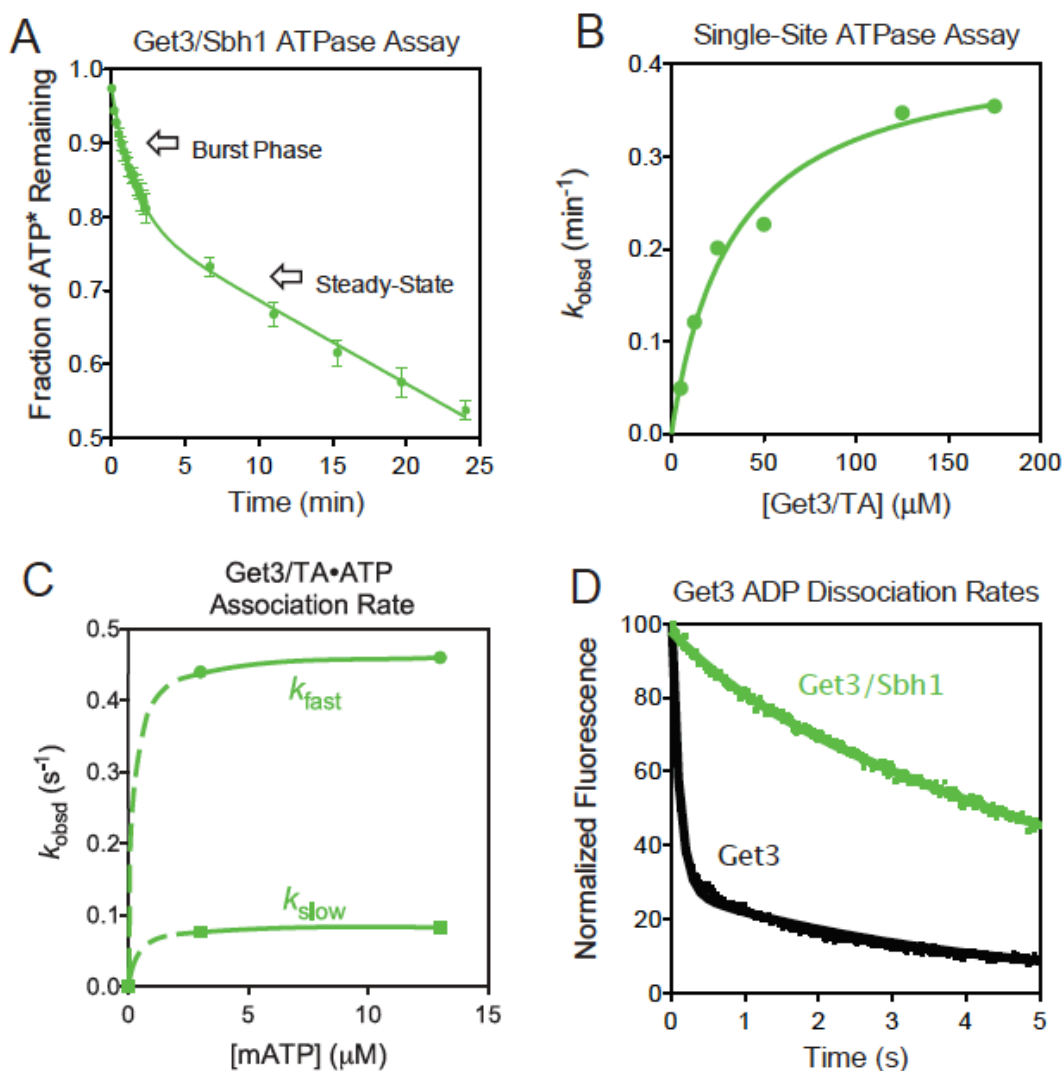 A
Get3/Sbh1 ATPase Assay
Fraction of ATP* Remaining
1.0
0.9
0.8
0.7
0.6
0.5
Burst Phase
Steady-State
0 5 10 15 20 25
Time (min)
B
Single-Site ATPase Assay
k_obsd (min⁻¹)
0.4
0.3
0.2
0.1
0.0
0 50 100 150 200
[Get3/TA] (μM)
C
Get3/TA•ATP
Association Rate
k_obsd (s⁻¹)
0.5
0.4
0.3
0.4
0.1
0.0
k_fast
k_slow
0 5 10 15
[mATP] (μM)
D
Get3 ADP Dissociation Rates
Normalized Fluorescence
100
80
60
40
20
0
Get3/Sbh1
Get3
0 1 2 3 4 5
Time (s)